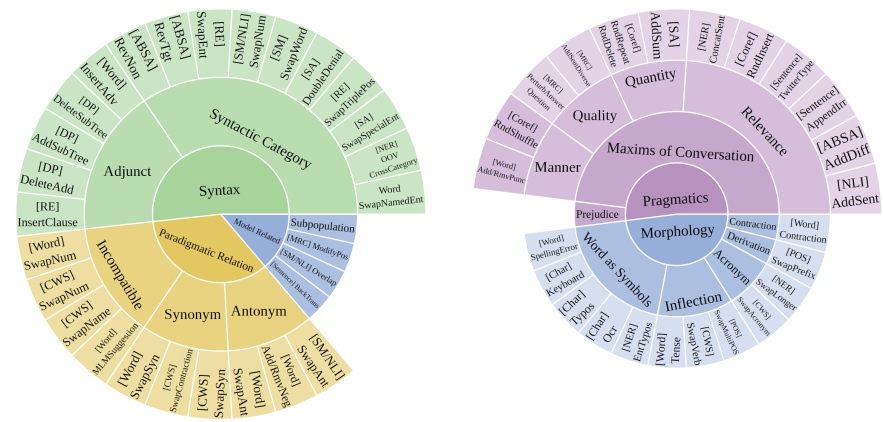 Syntax
Syntactic Category
Adjunct
[RE]
InsertClause
[DP]
DeleteAdd
[DP]
AddSubTree
[DP]
DeleteSubTree
[Word]
InsertAdv
[ABSA]
RevNon
[ABSA]
RevTgt
[RE]
SwapEnt
[SM/NLI]
SwapNum
[SM]
SwapWord
[SA]
DoubleDenial
[RE]
SwapTriplePos
[SA]
SwapSpecialEnt
[NER]
OOV
CrossCategory
Word
SwapNamedEnt
Model Related
Subpopulation
[MRC] ModifyPos
[SM/NLI] Overlap
[Sentence] BackTrans
Paradigmatic Relation
Incompatible
Synonym
Antonym
[Word]
SwapNum
[CWS]
SwapNum
[CWS]
SwapName
[Word]
MLMSuggestion
[Word]
SwapSyn
[CWS]
SwapContraction
[CWS]
SwapSyn
[Word]
SwapAnt
[Word]
Add/RmvNeg
[SM/NLI]
SwapAnt
Pragmatics
Maxims of Conversation
Prejudice
Manner
Quality
Quantity
Relevance
[Word]
Add/RmvPunc
[Coref]
RndShuffle
[MRC]
PerturbAnswer
Question
[MRC]
AddSentDiverse
[Coref]
RndRepeat
RndDelete
[SA]
AddSum
[NER]
ConcatSent
[Coref]
RndInsert
[Sentence]
TwitterType
[Sentence]
AppendIrr
[ABSA]
AddDiff
[NLI]
AddSent
Morphology
Contraction
Derivation
Acronym
Inflection
Word as Symbols
[Word]
Contraction
[POS]
SwapPrefix
[NER]
SwapLonger
[CWS]
SwapAcronym
[POS]
SwapMultiPOS
[CWS]
SwapVerb
[Word]
Tense
[NER]
EntTypos
[Char]
Ocr
[Char]
Typos
[Char]
Keyboard
[Word]
SpellingError